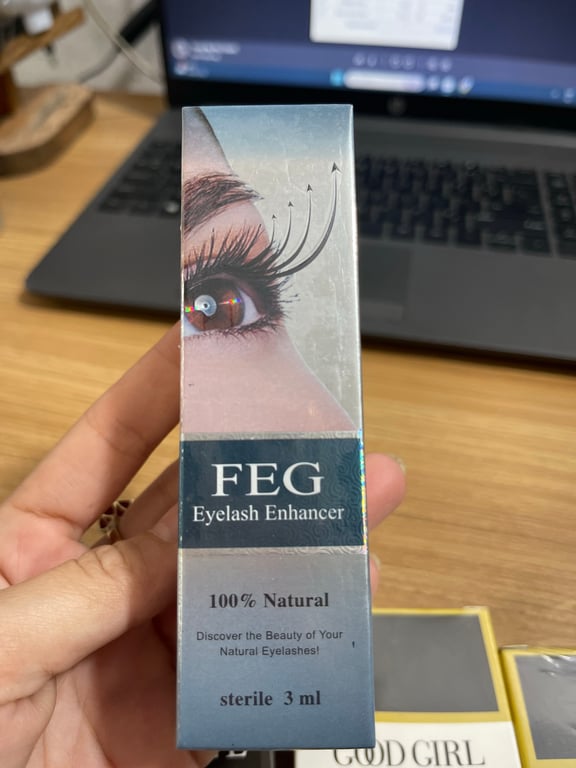 FEG
Eyelash Enhancer
100% Natural
Discover the Beauty of Your
Natural Eyelashes!
sterile 3 ml
GOOD GIRL